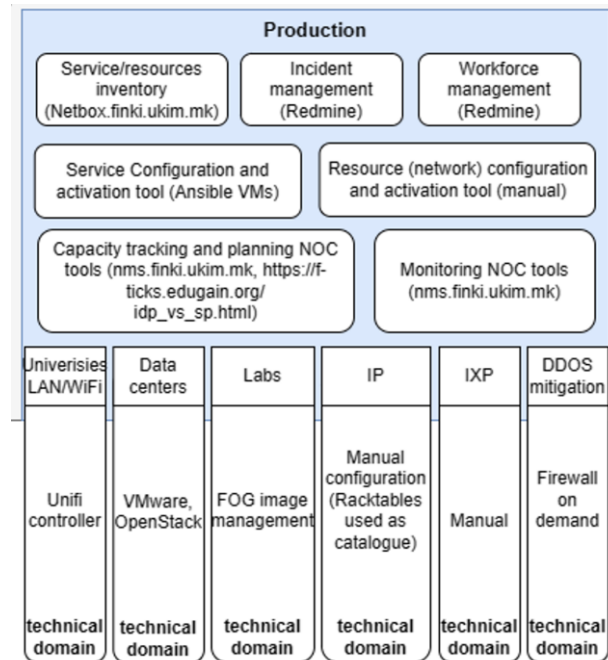 Production
Service/resources
inventory
(Netbox.finki.ukim.mk)
Incident
management
(Redmine)
Workforce
management
(Redmine)
Service Configuration and
activation tool (Ansible VMs)
Resource (network) configuration
and activation tool (manual)
Capacity tracking and planning NOC
tools (nms.finki.ukim.mk, https://f-
ticks.edugain.org/
idp_vs_sp.html)
Monitoring NOC tools
(nms.finki.ukim.mk)
Univerisies
LAN/WiFi
Data
centers
Labs
IP
IXP
DDOS
mitigation
Unifi
controller
VMware,
OpenStack
FOG image
management
Manual
configuration
(Racktables
used as
catalogue)
Manual
Firewall
on
demand
technical
domain
technical
domain
technical
domain
technical
domain
technical
domain
technical
domain